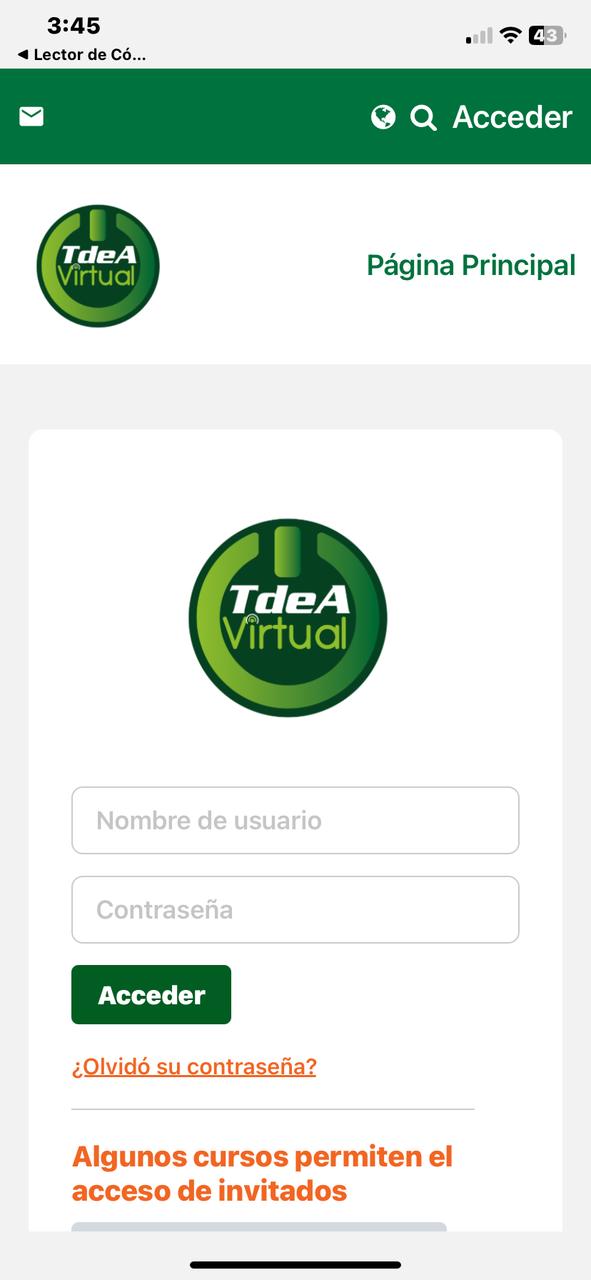 3:45
◀ Lector de Có...
43
Acceder
TdeA
Virtual
Página Principal
TdeA
Virtual
Nombre de usuario
Contraseña
Acceder
¿Olvidó su contraseña?
Algunos cursos permiten el
acceso de invitados